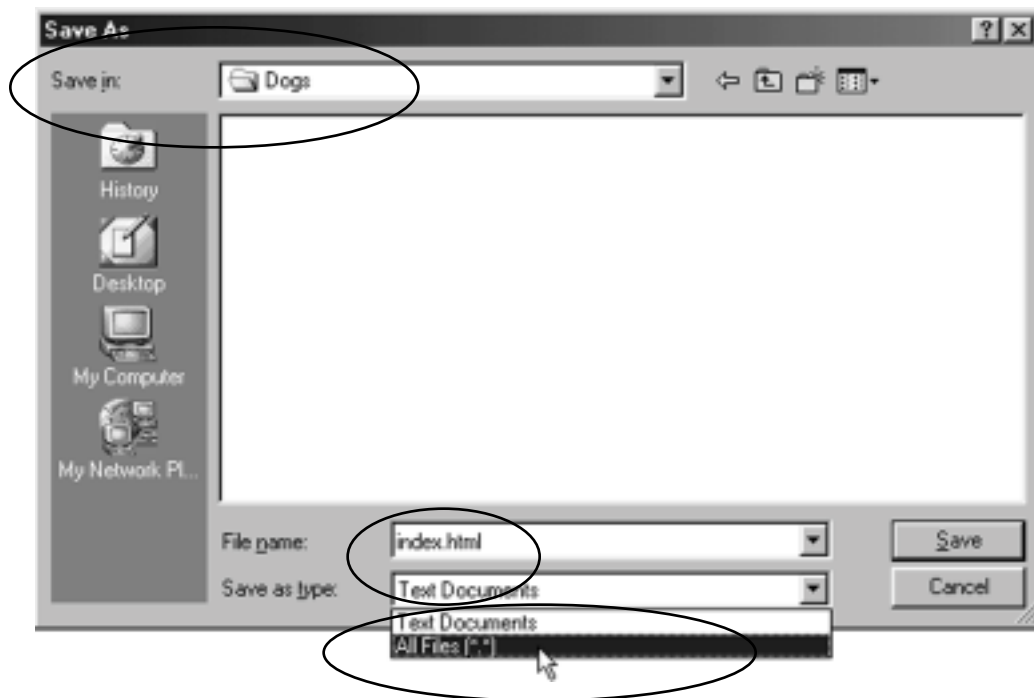 Save As
Save in: Dogs
History
Desktop
My Computer
My Network Pl...
File name: index.html Save
Save as type: Text Documents Cancel
Text Documents
All Files (*.*)